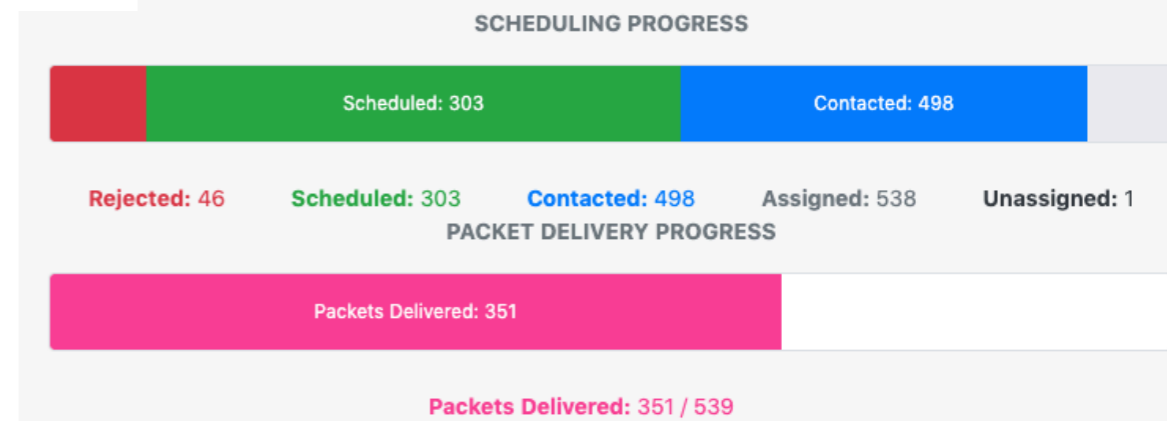 SCHEDULING PROGRESS
Scheduled: 303 Contacted: 498
Rejected: 46 Scheduled: 303 Contacted: 498 Assigned: 538 Unassigned: 1
PACKET DELIVERY PROGRESS
Packets Delivered: 351
Packets Delivered: 351 / 539